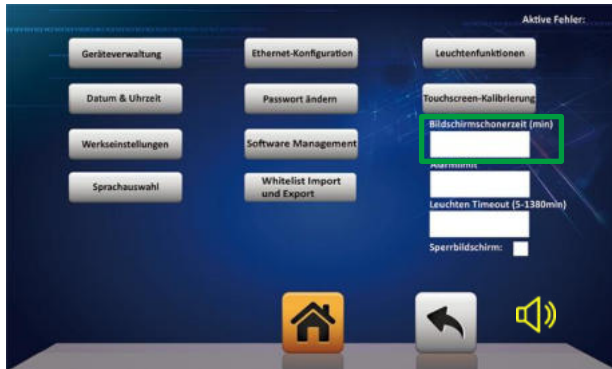 Aktive Fehler:
Geräteverwaltung
Ethernet-Konfiguration
Leuchtenfunktionen
Datum & Uhrzeit
Passwort ändern
Touchscreen-Kalibrierung
Bildschirmschonerzeit (min)
Werkseinstellungen
Software Management
Alarmlimit
Sprachauswahl
Whitelist Import
und Export
Leuchten Timeout (5-1380min)
Sperrbildschirm: